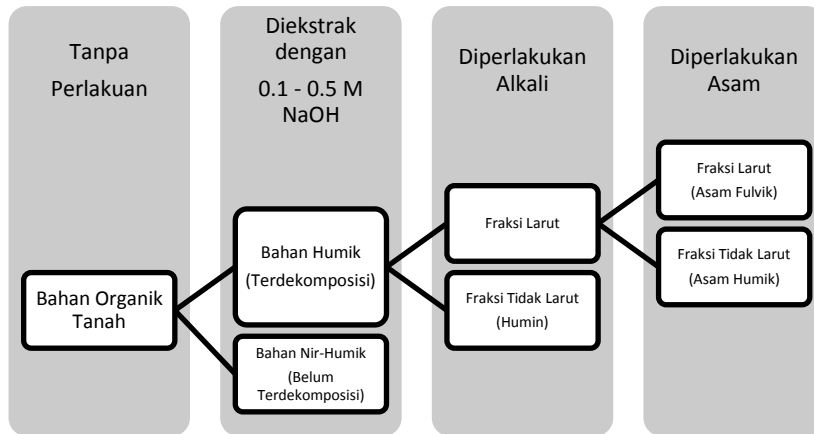 Tanpa
Perlakuan
Diekstrak
dengan
0.1 - 0.5 M
NaOH
Diperlakukan
Alkali
Diperlakukan
Asam
Bahan Organik
Tanah
Bahan Humik
(Terdekomposisi)
Bahan Nir-Humik
(Belum
Terdekomposisi)
Fraksi Larut
Fraksi Tidak Larut
(Humin)
Fraksi Larut
(Asam Fulvik)
Fraksi Tidak Larut
(Asam Humik)